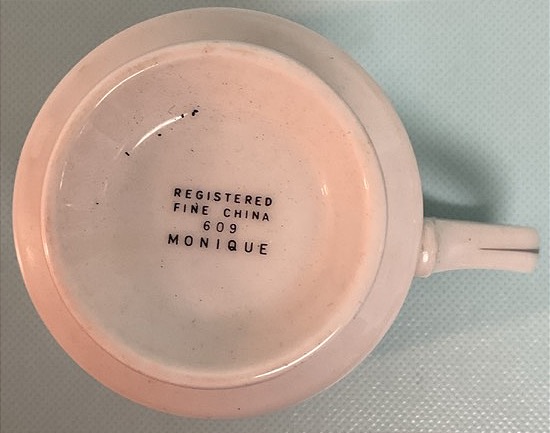 REGISTERED
FINE CHINA
609
MONIQUE